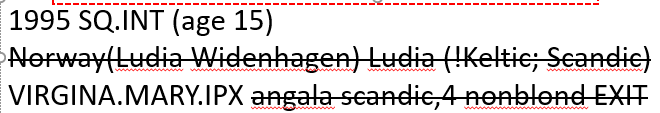 1995 SQ.INT (age 15)
Norway(Ludia Widenhagen) Ludia (!Keltic; Scandic)
VIRGINA.MARY.IPX angala scandic,4 nonblond EXIT